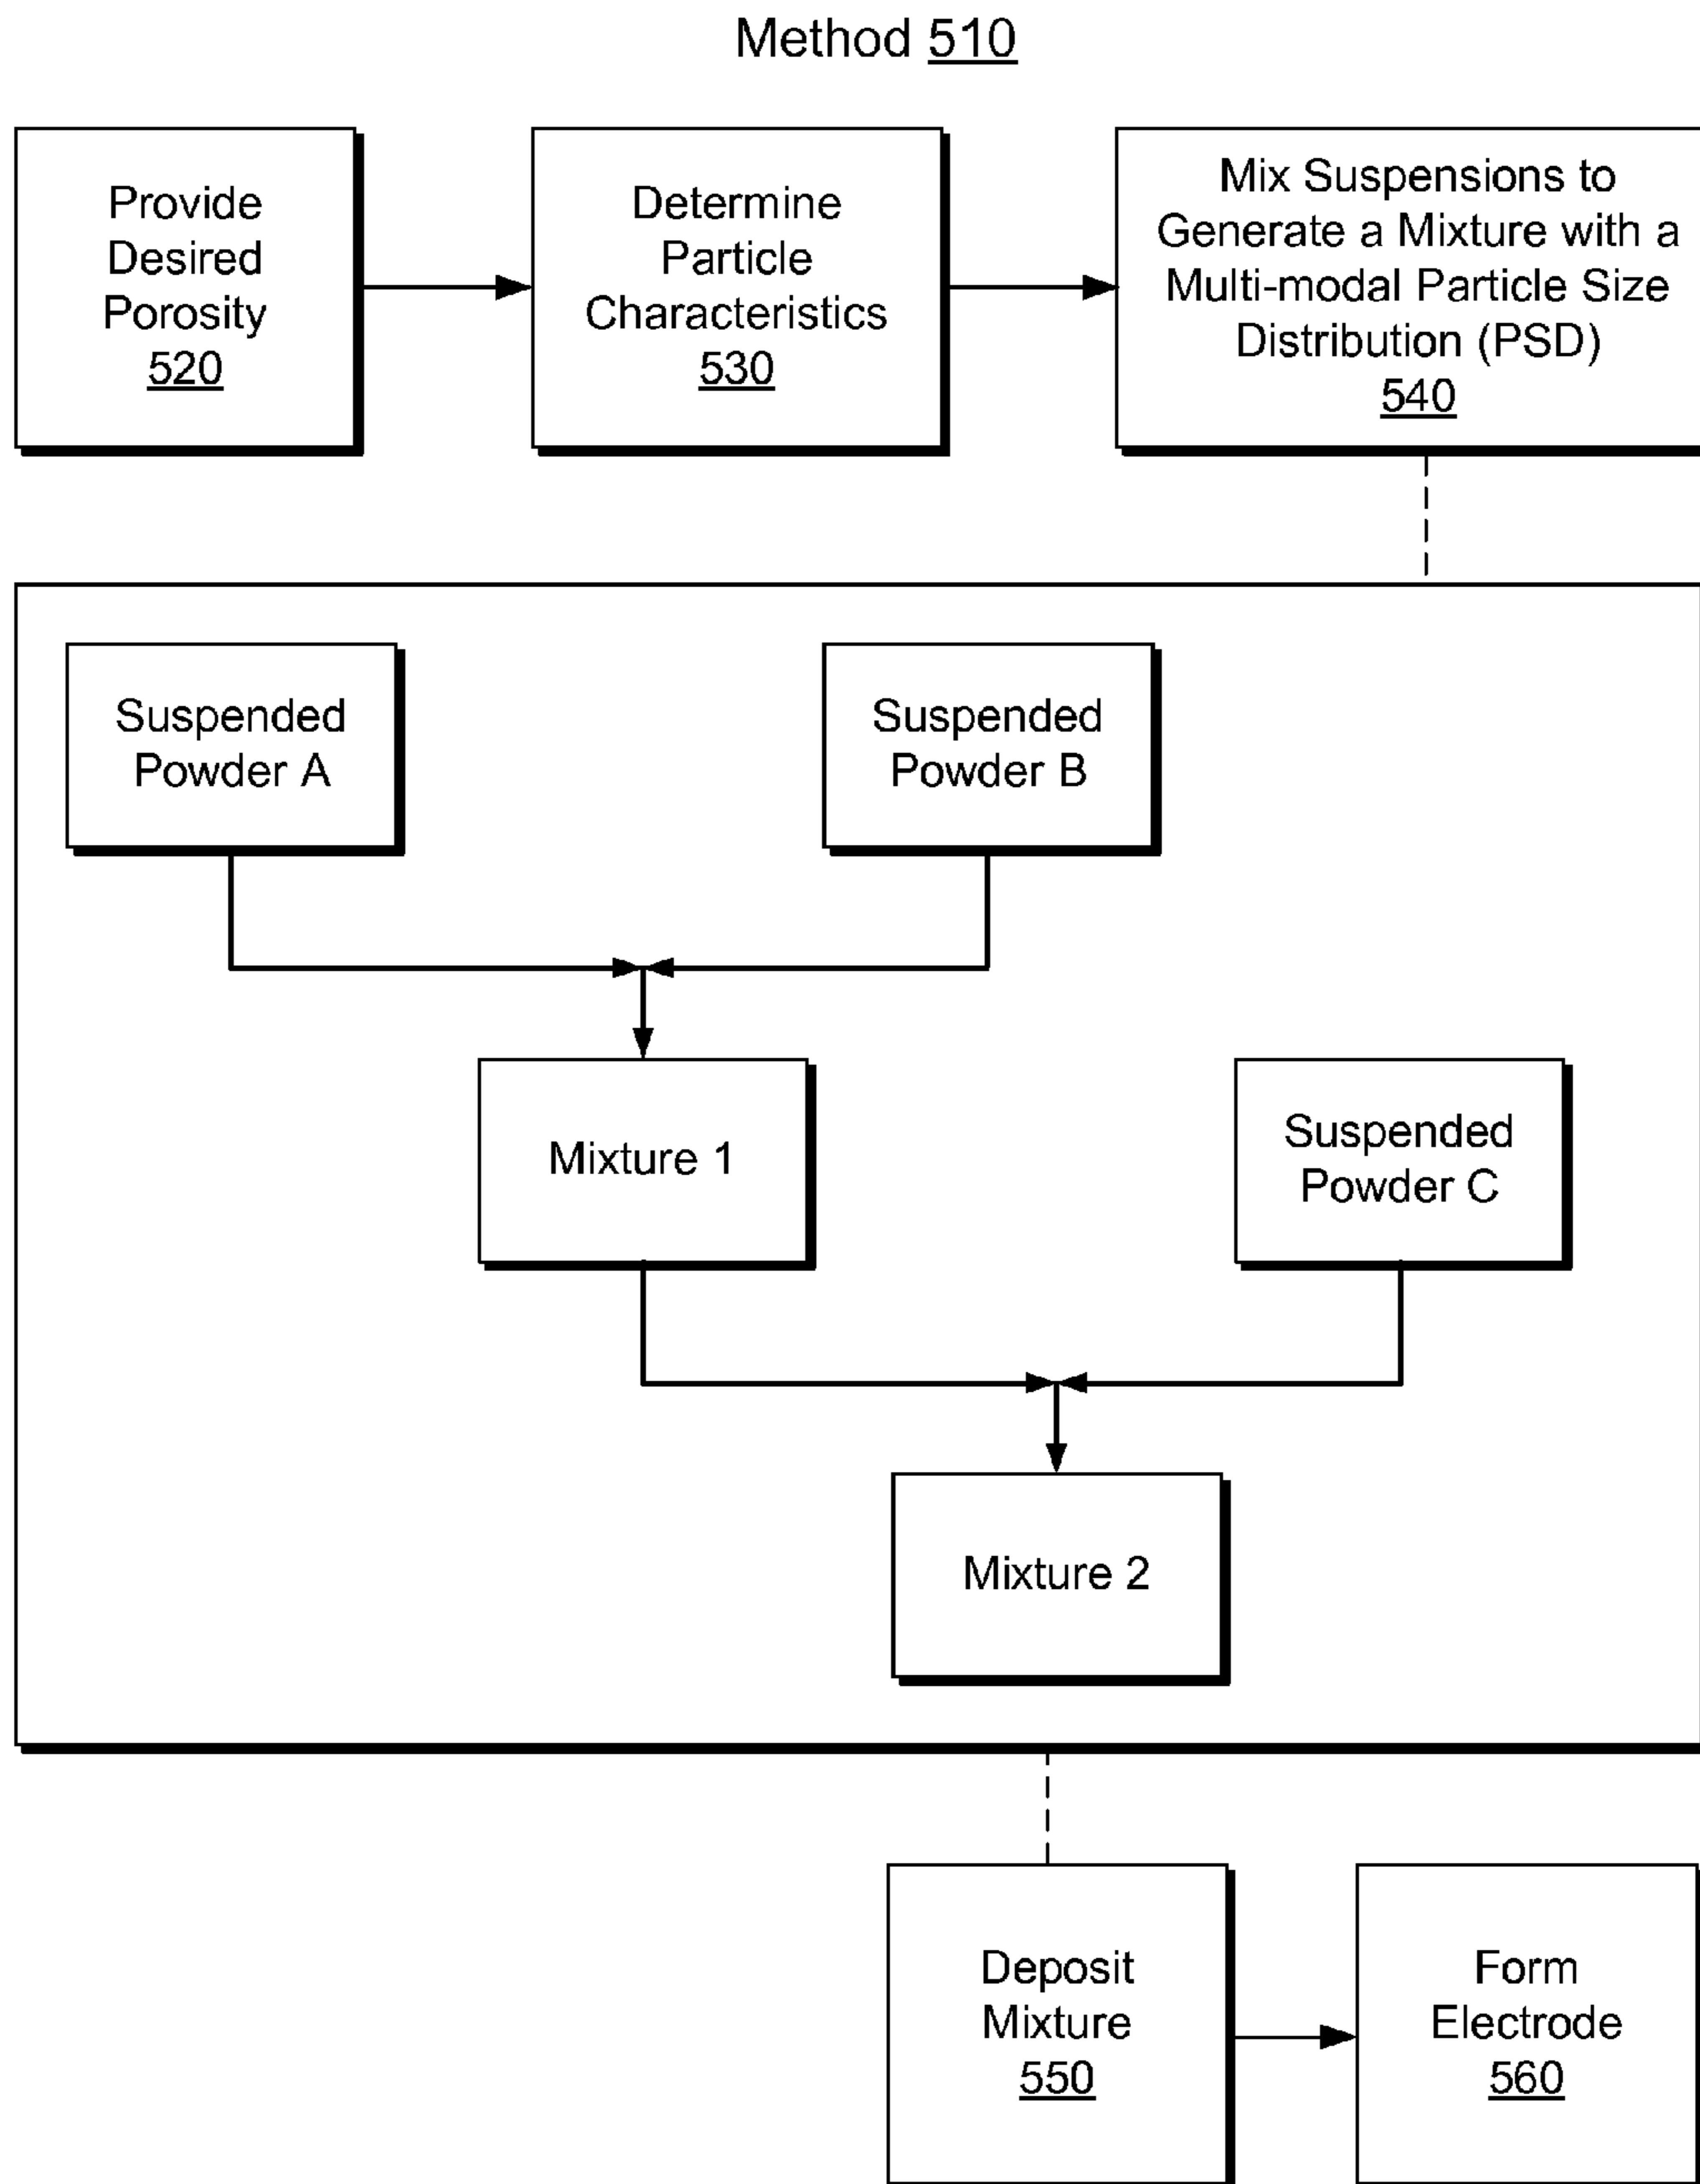 Method 510
Provide
Desired
Porosity
520
Determine
Particle
Characteristics
530
Mix Suspensions to
Generate a Mixture with a
Multi-modal Particle Size
Distribution (PSD)
540
Suspended
Powder A
Suspended
Powder B
Mixture 1
Suspended
Powder C
Mixture 2
Deposit
Mixture
550
Form
Electrode
560